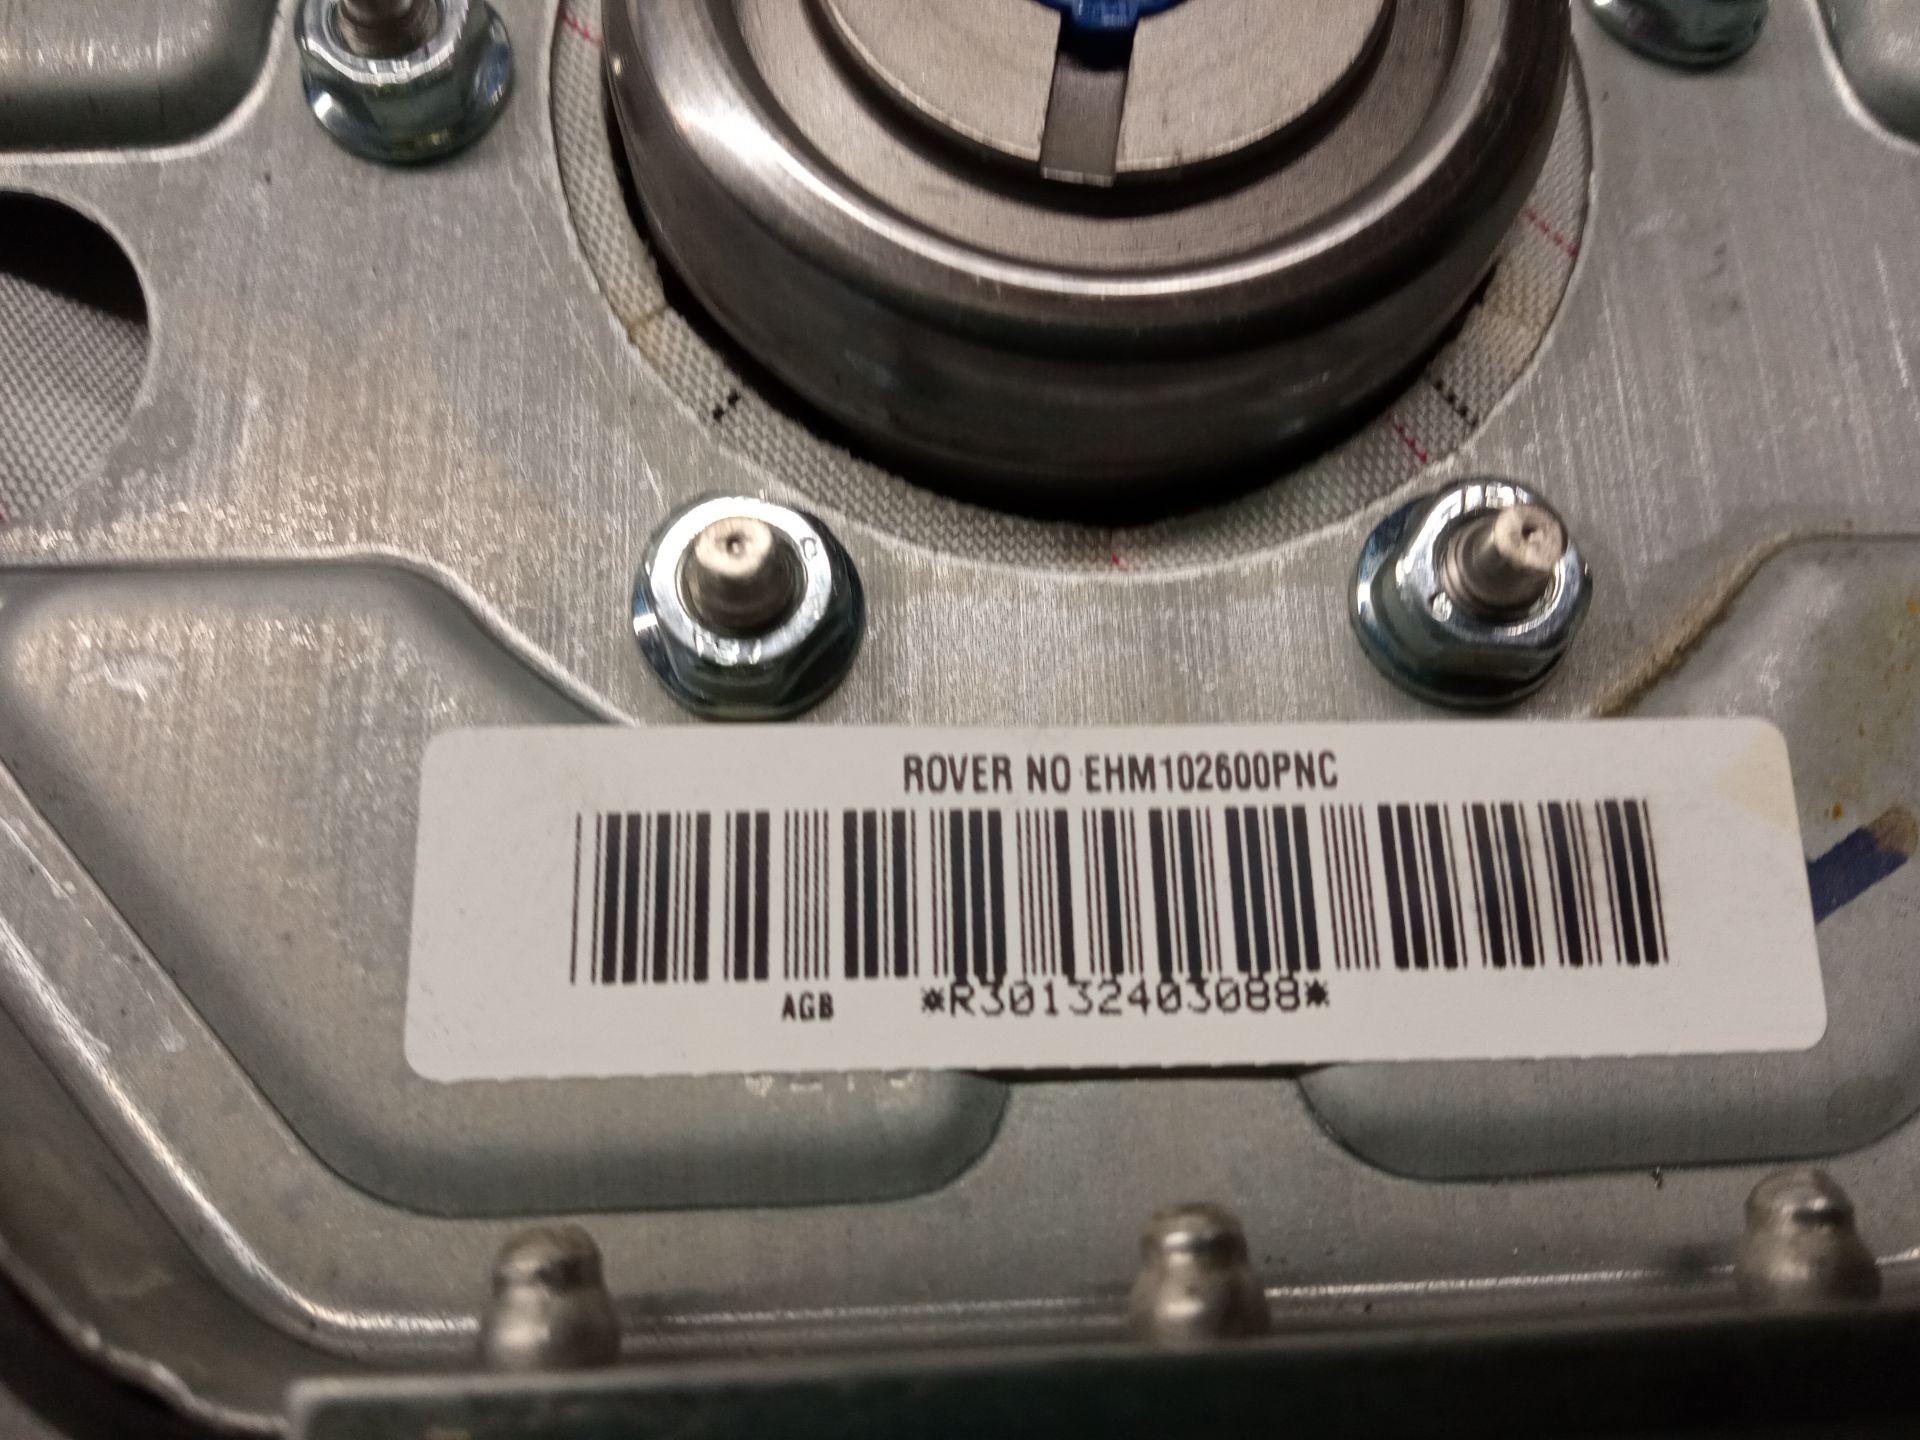 ROVER NO EHM102600PNC
AGB *R30132403088*